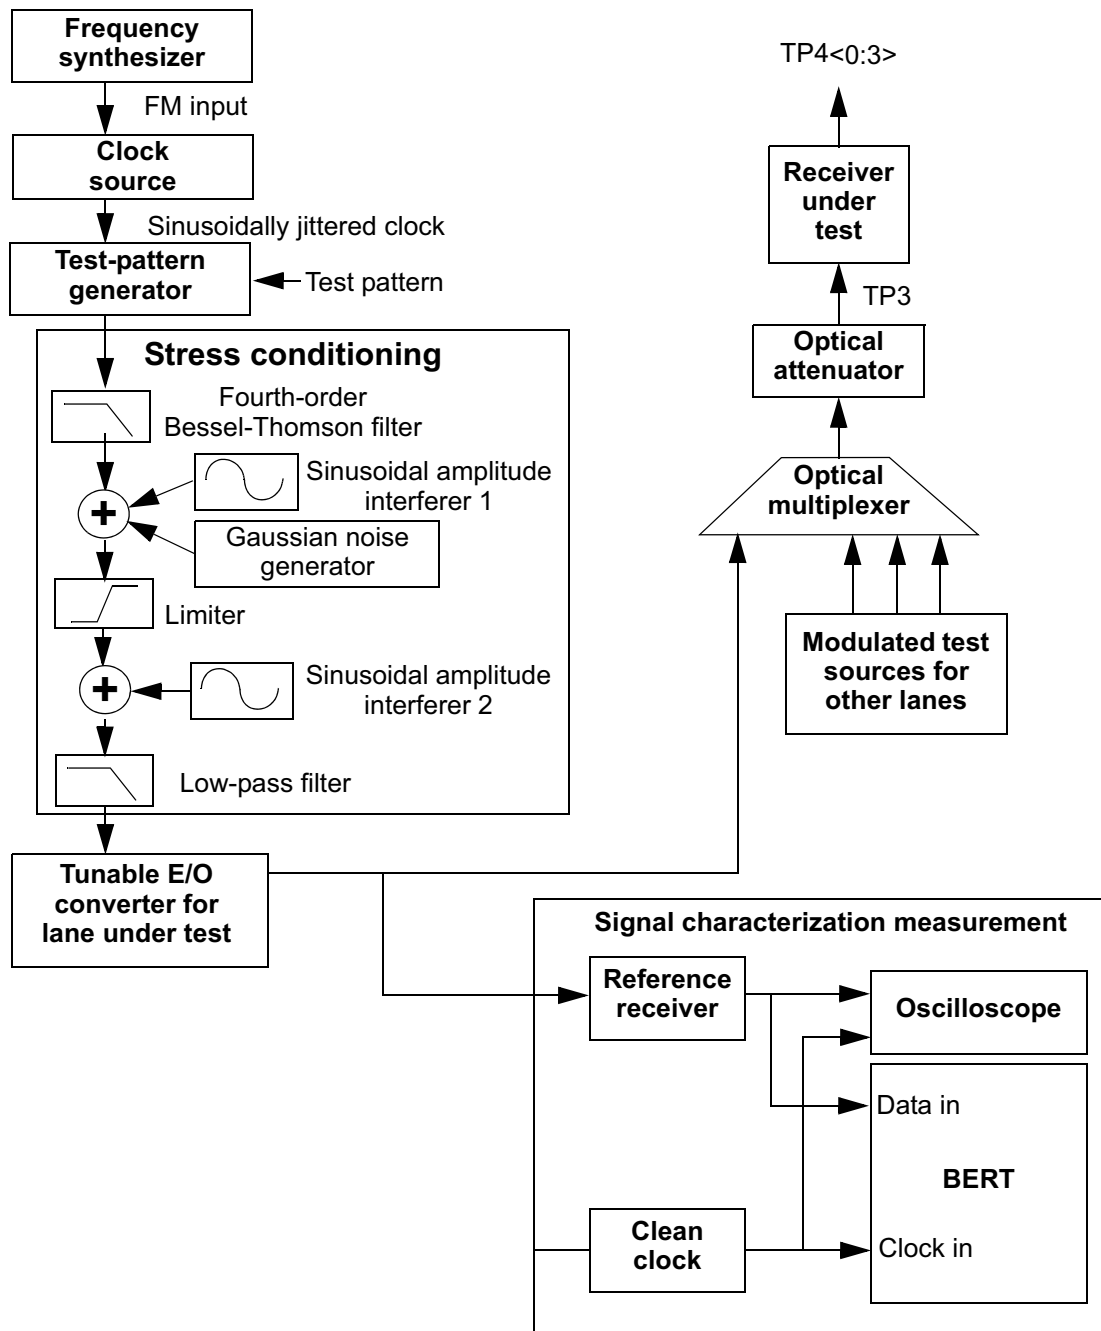 Frequency
synthesizer
FM input
Clock
source
Sinusoidally jittered clock
Test-pattern
generator
Test pattern
Stress conditioning
Fourth-order
Bessel-Thomson filter
Sinusoidal amplitude
interferer 1
+
Gaussian noise
generator
Limiter
+
Sinusoidal amplitude
interferer 2
Low-pass filter
Tunable E/O
converter for
lane under test
TP4<0:3>
Receiver
under
test
TP3
Optical
attenuator
Optical
multiplexer
Modulated test
sources for
other lanes
Signal characterization measurement
Reference
receiver
Oscilloscope
Data in
BERT
Clean
clock
Clock in